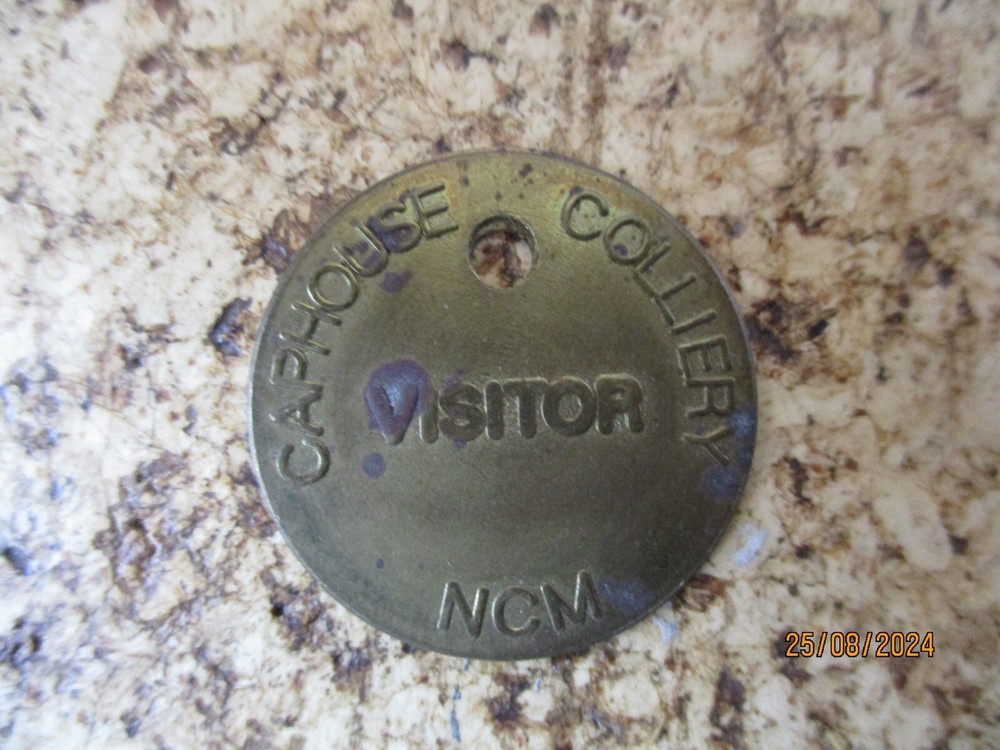 CAPHOUSE COLLIERY
VISITOR
NCM
25/08/2024